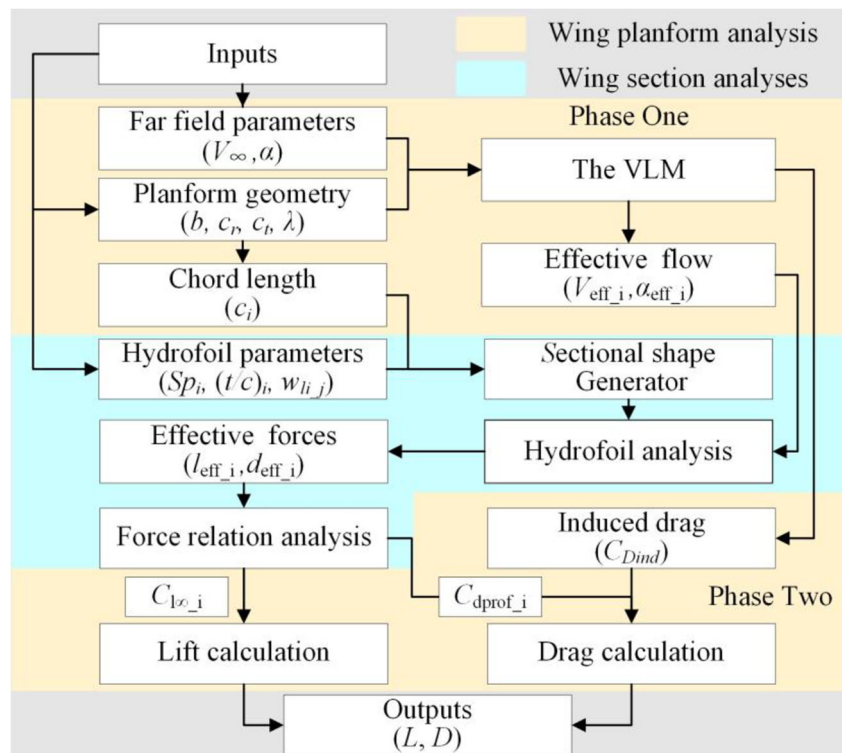 Inputs
Wing planform analysis
Wing section analyses
Phase One
Far field parameters
(V∞,α)
The VLM
Planform geometry
(b, cr, ct, λ)
Effective flow
(Veff_i,αeff_i)
Chord length
(ci)
Hydrofoil parameters
(Spi, (t/c)i, wli_j)
Sectional shape
Generator
Effective forces
(leff_i,deff_i)
Hydrofoil analysis
Force relation analysis
Induced drag
(CDind)
Cl∞_i
Cdprof_i
Phase Two
Lift calculation
Drag calculation
Outputs
(L, D)